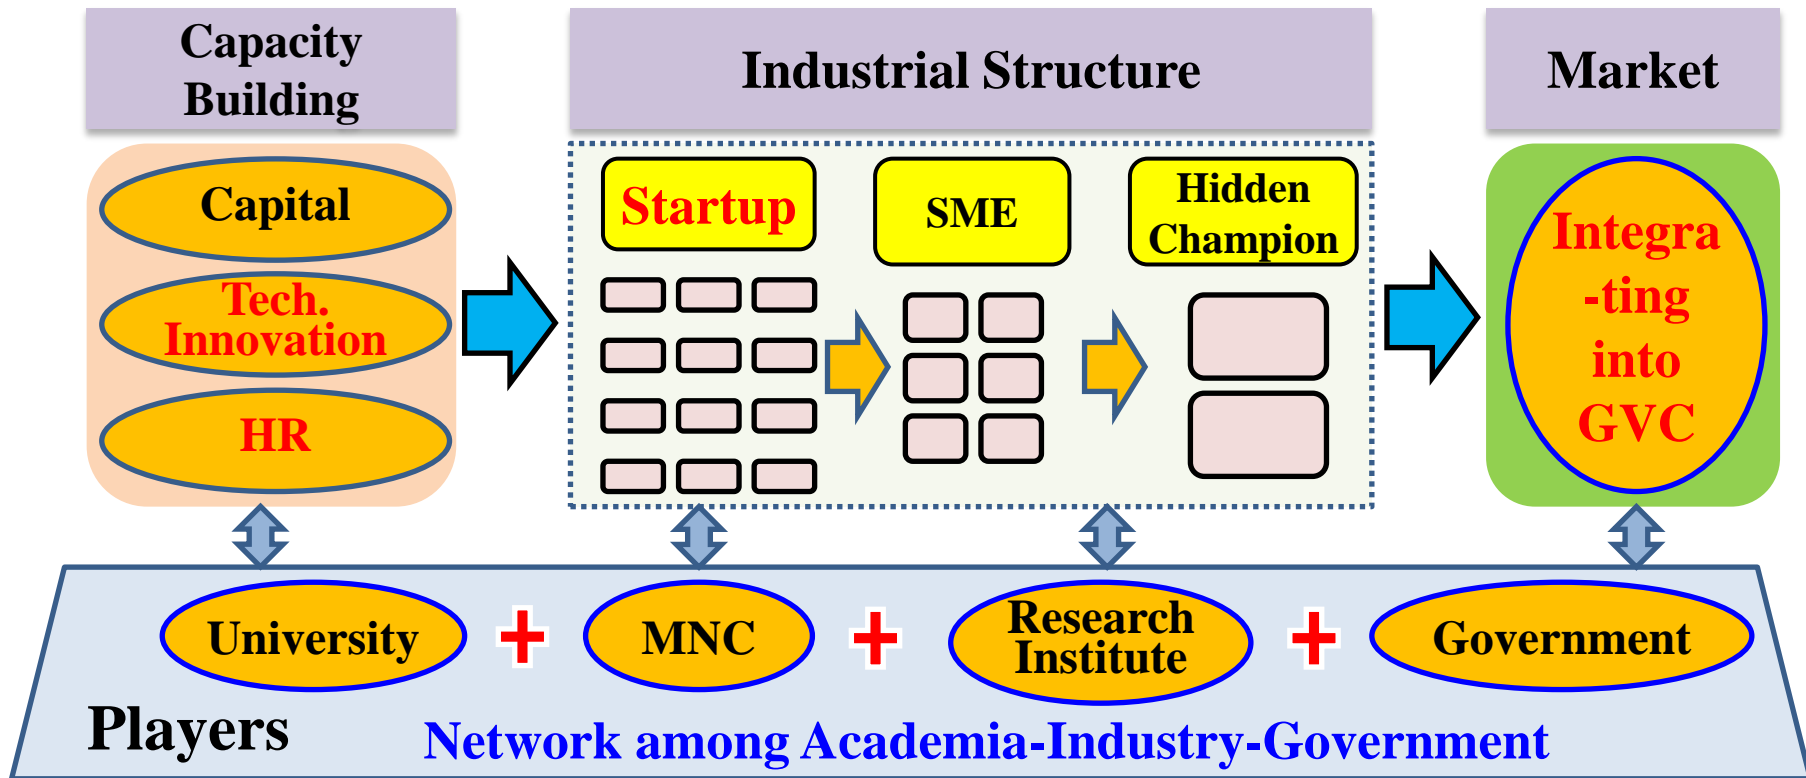 Capacity
Building
Industrial Structure
Market
Capital
Tech.
Innovation
HR
Startup
SME
Hidden
Champion
Integra
-ting
into
GVC
University
+
MNC
+
Research
Institute
+
Government
Players
Network among Academia-Industry-Government